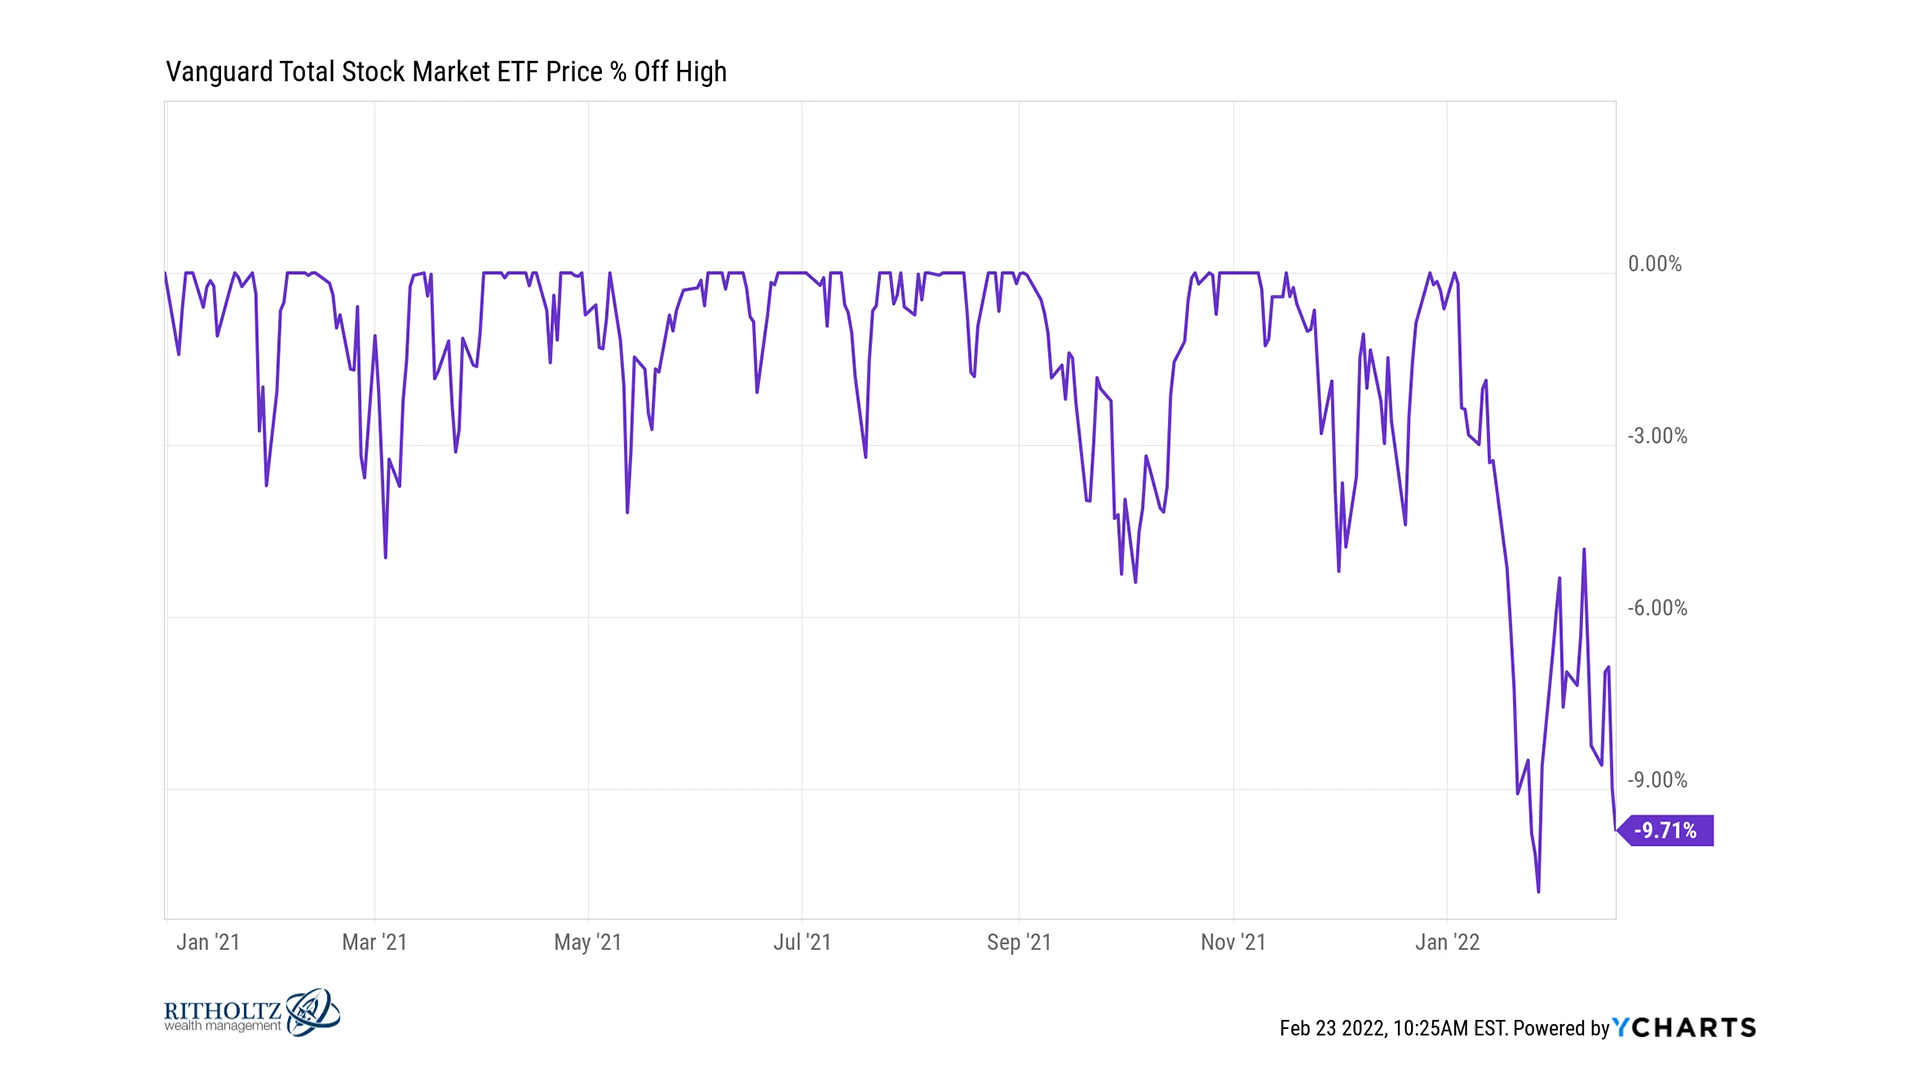 Vanguard Total Stock Market ETF Price % Off High
0.00%
-3.00%
-6.00%
-9.00%
-9.71%
Jan '21 Mar '21 May '21 Jul '21 Sep '21 Nov '21 Jan '22
RITHOLTZ
wealth management
Feb 23 2022, 10:25AM EST. Powered by YCHARTS